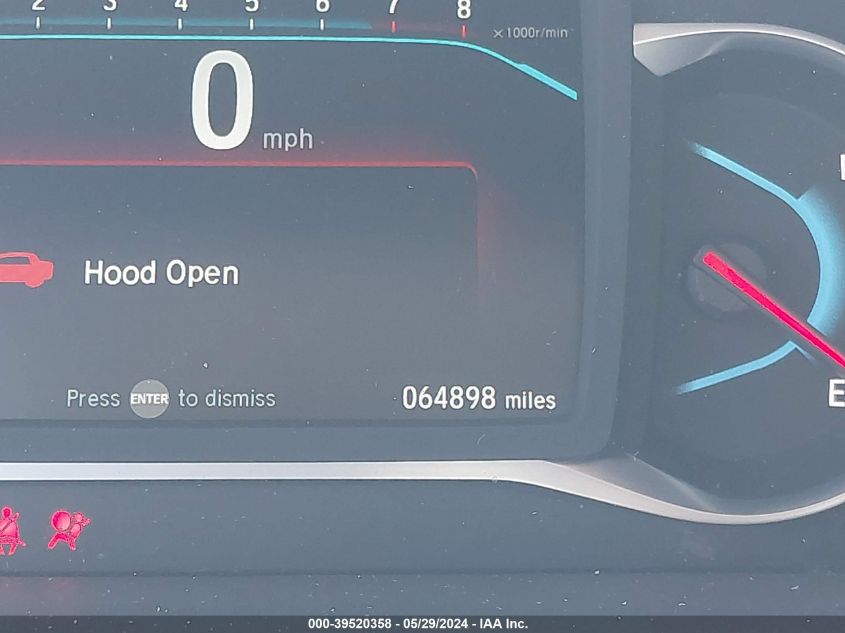 2 3 4 5 6 7 8
x1000r/min
0 mph
Hood Open
Press ENTER to dismiss
064898 miles
E
000-39520358 - 05/29/2024 - IAA Inc.